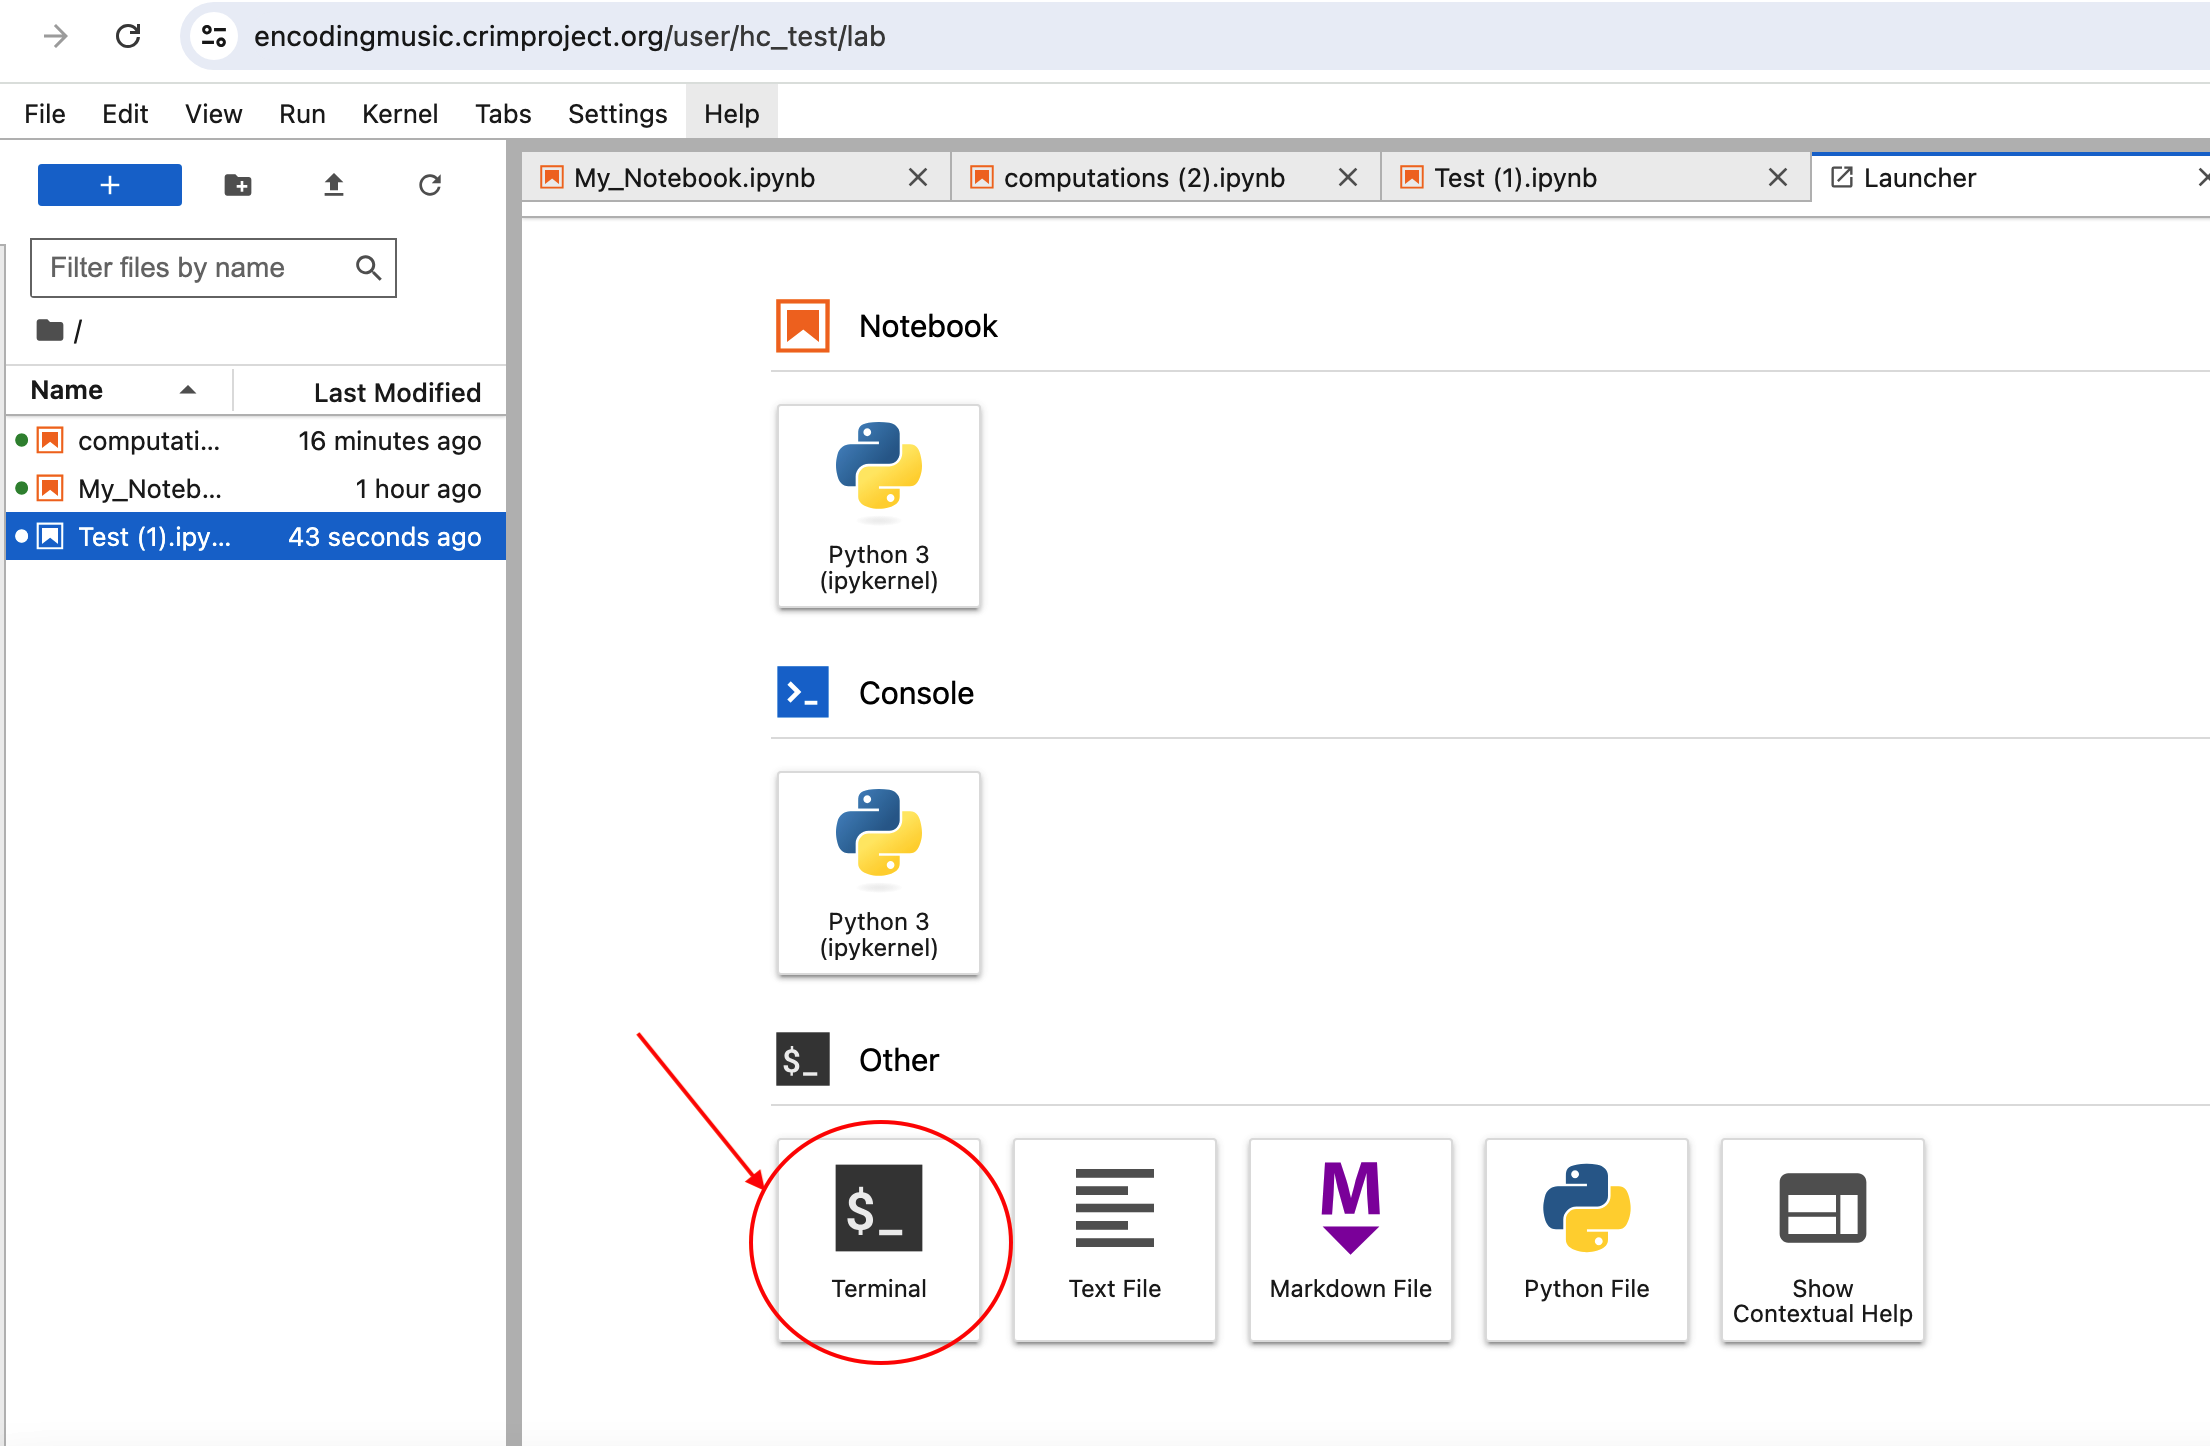 encodingmusic.crimproject.org/user/hc_test/lab
File Edit View Run Kernel Tabs Settings Help
My_Notebook.ipynb computations (2).ipynb Test (1).ipynb Launcher
Filter files by name
/
Name Last Modified
computati... 16 minutes ago
My_Noteb... 1 hour ago
Test (1).ipy... 43 seconds ago
Notebook
Python 3
(ipykernel)
Console
Python 3
(ipykernel)
$_ Other
$_
M
Terminal Text File Markdown File Python File Show
Contextual Help